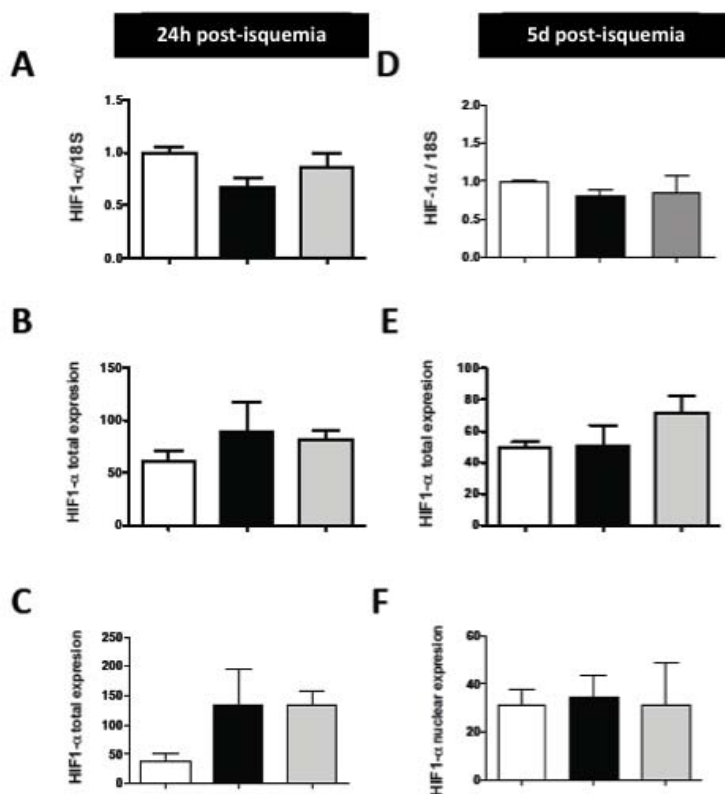 24h post-isquemia
5d post-isquemia
A
HIF1-α/18S
1.5
1.0
0.5
0.0
D
HIF-1α / 18S
2.0
1.5
1.0
0.5
0.0
B
HIF1-α total expresion
150
100
50
0
E
HIF1-α total expresion
100
80
60
40
20
0
C
HIF1-α total expresion
250
200
150
100
50
0
F
HIF1-α nuclear expresion
60
40
20
0